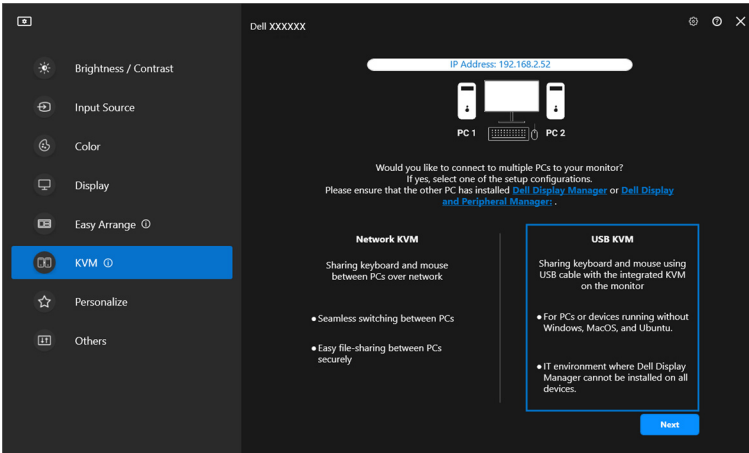 Dell XXXXXX
Brightness / Contrast
Input Source
Color
Display
Easy Arrange
KVM
Personalize
Others
IP Address: 192.168.2.52
PC 1
PC 2
Would you like to connect to multiple PCs to your monitor?
If yes, select one of the setup configurations.
Please ensure that the other PC has installed Dell Display Manager or Dell Display
and Peripheral Manager: .
Network KVM
Sharing keyboard and mouse
between PCs over network
• Seamless switching between PCs
• Easy file-sharing between PCs
securely
USB KVM
Sharing keyboard and mouse using
USB cable with the integrated KVM
on the monitor
• For PCs or devices running without
Windows, MacOS, and Ubuntu.
• IT environment where Dell Display
Manager cannot be installed on all
devices.
Next